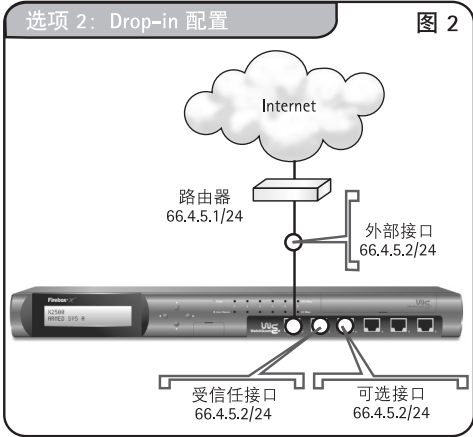 选项 2: Drop-in 配置
图 2
Internet
路由器
66.4.5.1/24
外部接口
66.4.5.2/24
Firebox X
X2500
ARMED SYS A
受信任接口
66.4.5.2/24
可选接口
66.4.5.2/24